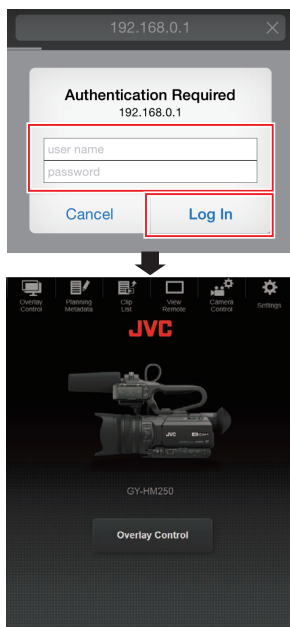 192.168.0.1
Authentication Required
192.168.0.1
user name
password
Cancel
Log In
Overlay Control
Planning Metadata
Clip List
View Remote
Camera Control
Settings
JVC
JVC
GY-HM250
Overlay Control